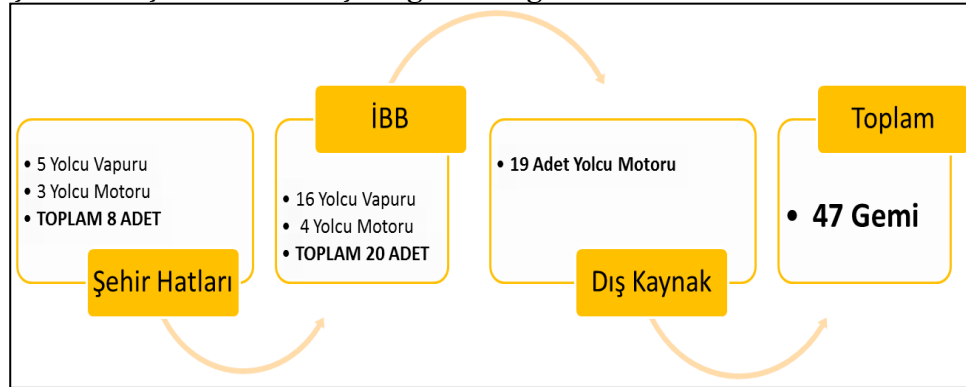 • 5 Yolcu Vapuru
• 3 Yolcu Motoru
• TOPLAM 8 ADET
Şehir Hatları
İBB
• 16 Yolcu Vapuru
• 4 Yolcu Motoru
• TOPLAM 20 ADET
• 19 Adet Yolcu Motoru
Dış Kaynak
Toplam
• 47 Gemi